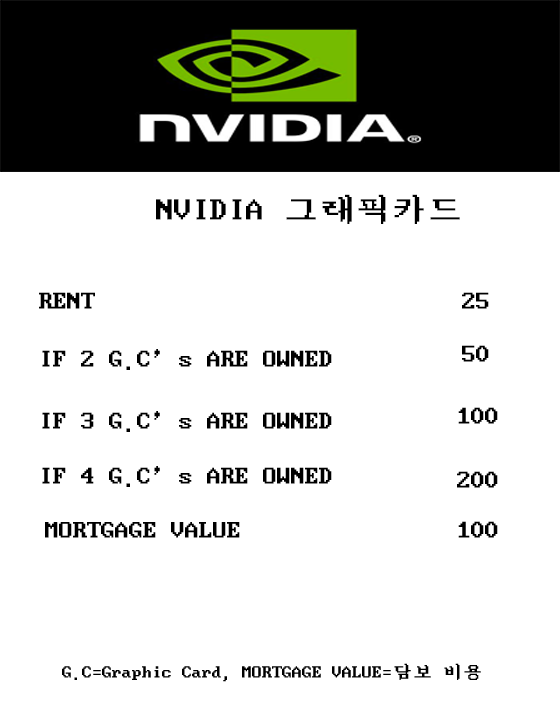 nVIDIA®
NVIDIA 그래픽카드
RENT 25
IF 2 G.C's ARE OWNED 50
IF 3 G.C's ARE OWNED 100
IF 4 G.C's ARE OWNED 200
MORTGAGE VALUE 100
G.C=Graphic Card, MORTGAGE VALUE=담보 비용